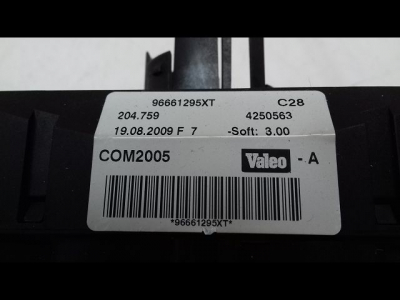 96661295XT C28
204.759 4250563
19.08.2009 F 7 -Soft: 3.00
COM2005 Valeo - A
*96661295XT*